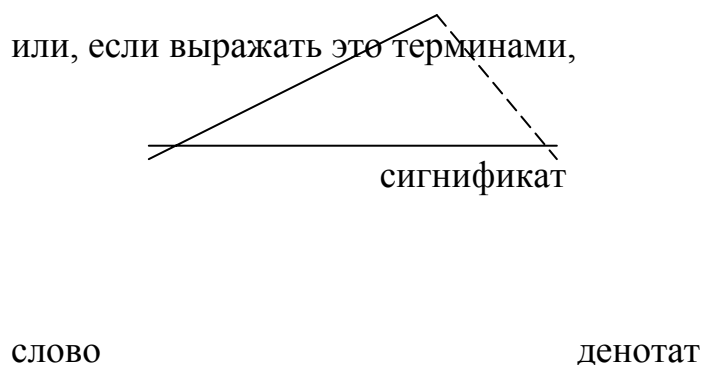 или, если выражать это терминами,
сигнификат
слово денотат